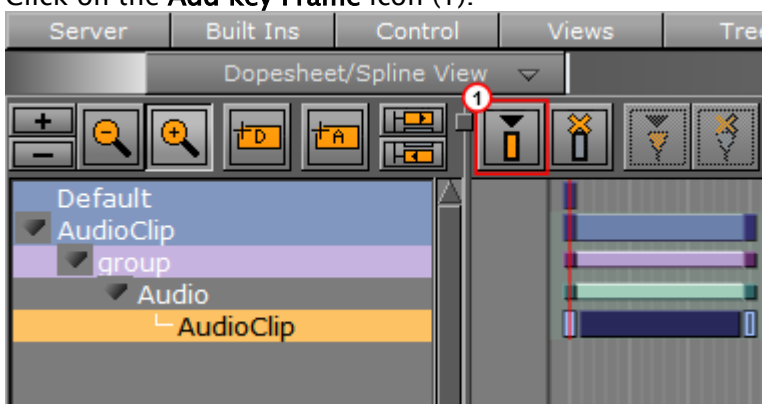 Click on the Add Key Frame icon (1).
Server Built Ins Control Views Tree
Dopesheet/Spline View
1
+ D A
-
Default
AudioClip
group
Audio
AudioClip